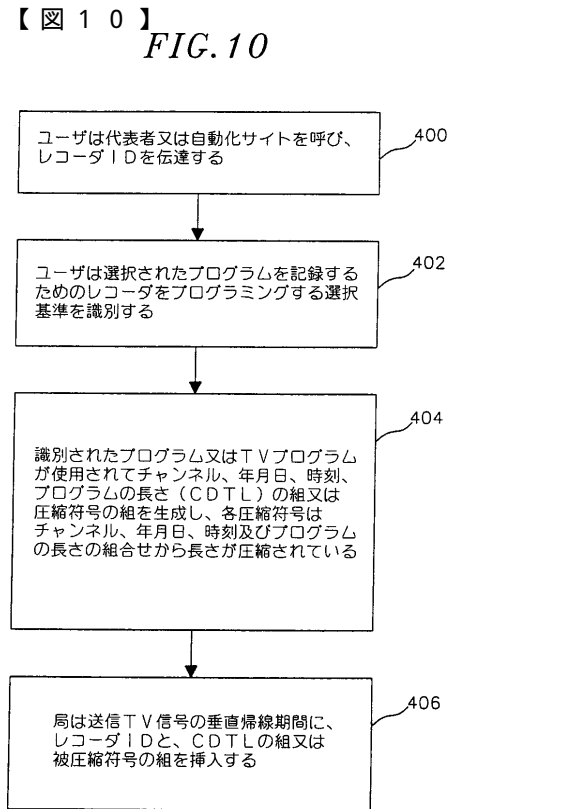 【図１０】
FIG.10
ユーザは代表者又は自動化サイトを呼び、
レコーダＩＤを伝達する
400
ユーザは選択されたプログラムを記録する
ためのレコーダをプログラミングする選択
基準を識別する
402
識別されたプログラム又はＴＶプログラム
が使用されてチャンネル、年月日、時刻、
プログラムの長さ（ＣＤＴＬ）の組又は
圧縮符号の組を生成し、各圧縮符号は
チャンネル、年月日、時刻及びプログラム
の長さの組合せから長さが圧縮されている
404
局は送信ＴＶ信号の垂直帰線期間に、
レコーダＩＤと、ＣＤＴＬの組又は
被圧縮符号の組を挿入する
406